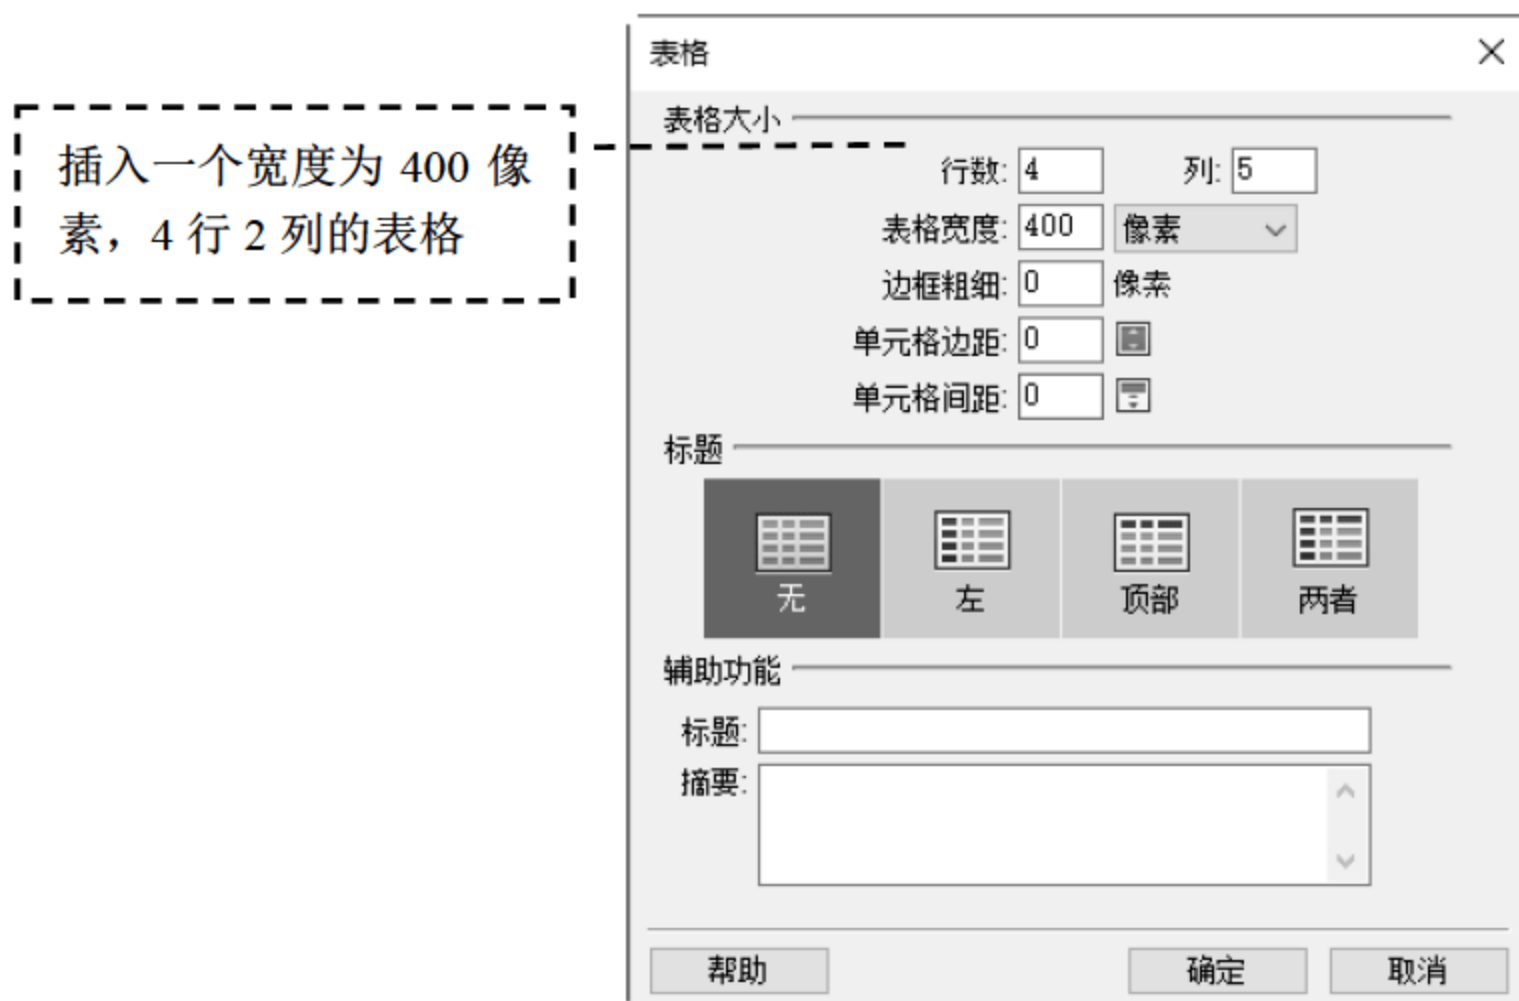 插入一个宽度为 400 像
素，4 行 2 列的表格
表格
表格大小
行数: 4 列: 5
表格宽度: 400 像素
边框粗细: 0 像素
单元格边距: 0
单元格间距: 0
标题
无 左 顶部 两者
辅助功能
标题:
摘要:
帮助 确定 取消